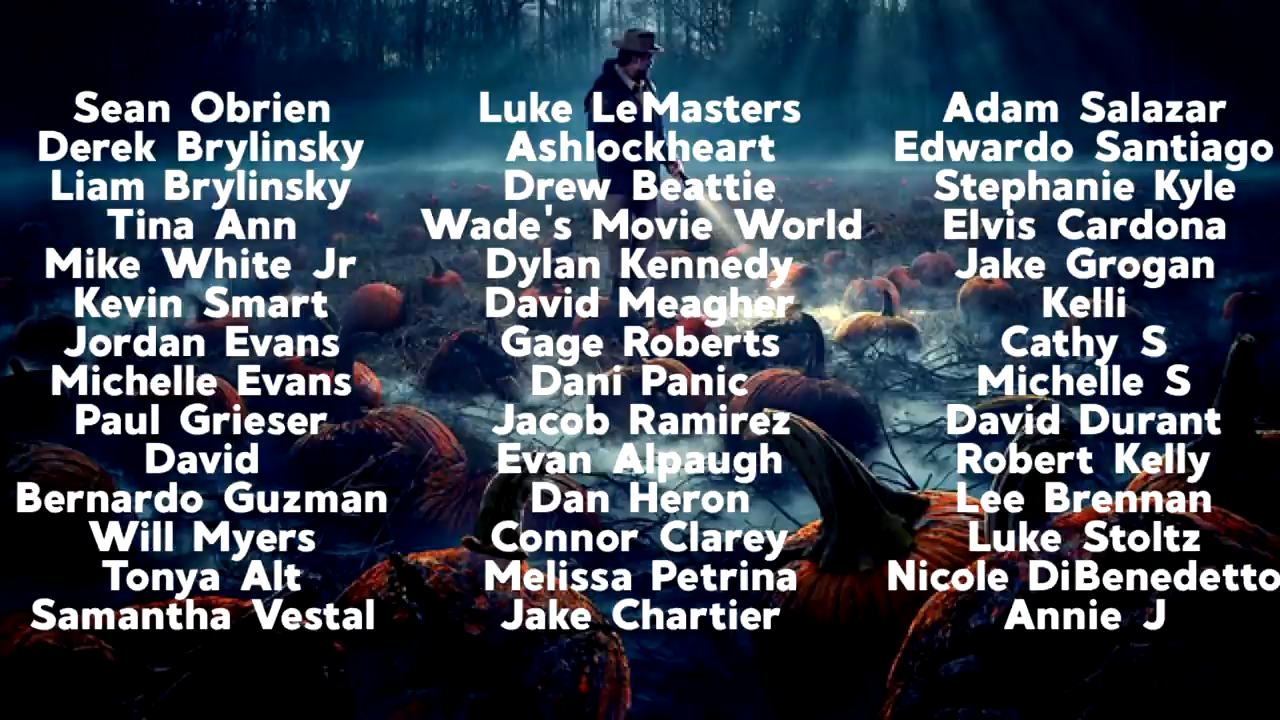 Sean Obrien
Derek Brylinsky
Liam Brylinsky
Tina Ann
Mike White Jr
Kevin Smart
Jordan Evans
Michelle Evans
Paul Grieser
David
Bernardo Guzman
Will Myers
Tonya Alt
Samantha Vestal
Luke LeMasters
Ashlockheart
Drew Beattie
Wade's Movie World
Dylan Kennedy
David Meagher
Gage Roberts
Dani Panic
Jacob Ramirez
Evan Alpaugh
Dan Heron
Connor Clarey
Melissa Petrina
Jake Chartier
Adam Salazar
Edwardo Santiago
Stephanie Kyle
Elvis Cardona
Jake Grogan
Kelli
Cathy S
Michelle S
David Durant
Robert Kelly
Lee Brennan
Luke Stoltz
Nicole DiBenedetto
Annie J